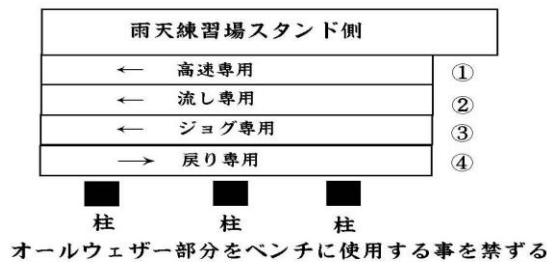 雨天練習場スタンド側
← 高速専用 ①
← 流し専用 ②
← ジョグ専用 ③
→ 戻り専用 ④
柱 柱 柱
オールウェザー部分をベンチに使用する事を禁ずる